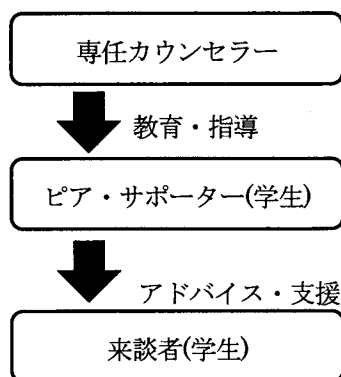 専任カウンセラー
教育・指導
ピア・サポーター(学生)
アドバイス・支援
来談者(学生)